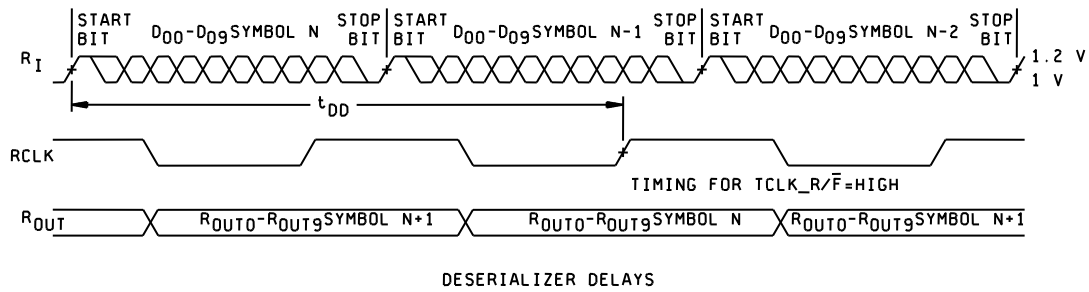 START BIT D00-D09 SYMBOL N STOP BIT START BIT D00-D09 SYMBOL N-1 STOP BIT START BIT D00-D09 SYMBOL N-2 STOP BIT
RI 1.2 V
1 V
tDD
RCLK
TIMING FOR TCLK_R/F̅=HIGH
ROUT ROUT0-ROUT9 SYMBOL N+1 ROUT0-ROUT9 SYMBOL N ROUT0-ROUT9 SYMBOL N+1
DESERIALIZER DELAYS